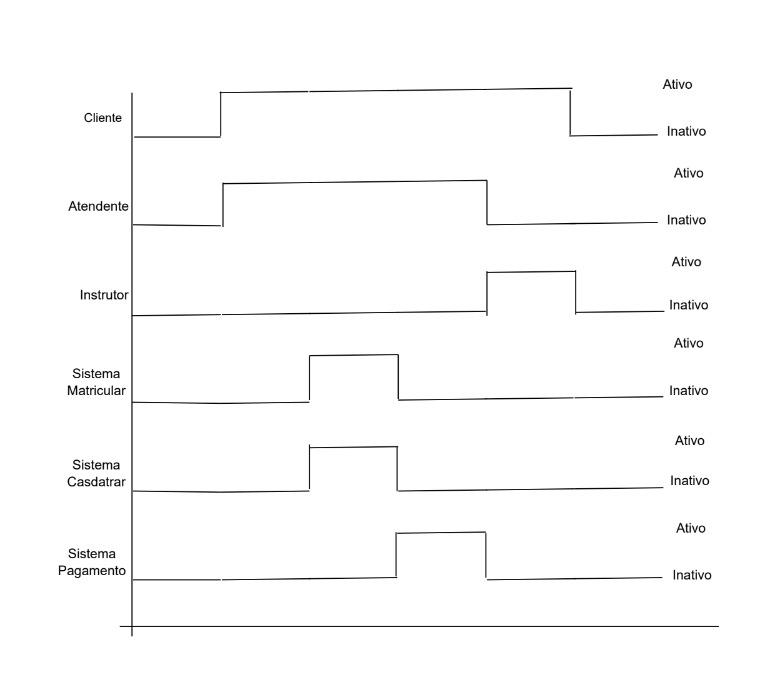 Ativo
Cliente
Inativo
Ativo
Atendente
Inativo
Ativo
Instrutor
Inativo
Ativo
Sistema
Matricular
Inativo
Ativo
Sistema
Casdatrar
Inativo
Ativo
Sistema
Pagamento
Inativo